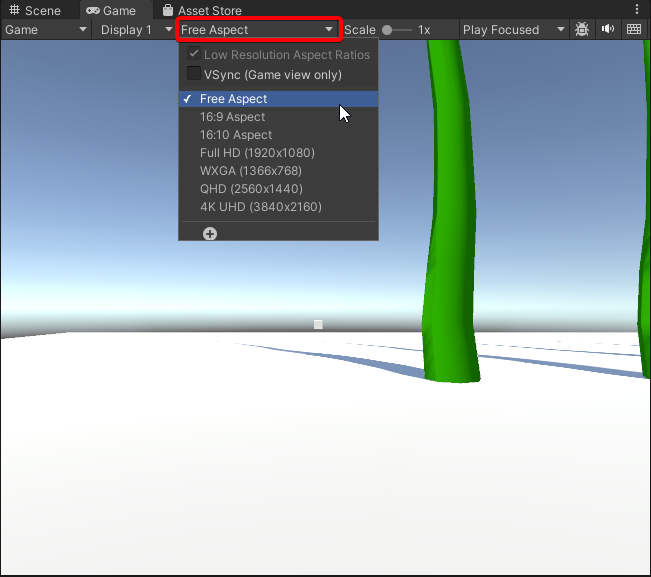 Scene Game Asset Store
Game Display 1 Free Aspect Scale 1x Play Focused
Low Resolution Aspect Ratios
VSync (Game view only)
Free Aspect
16:9 Aspect
16:10 Aspect
Full HD (1920x1080)
WXGA (1366x768)
QHD (2560x1440)
4K UHD (3840x2160)